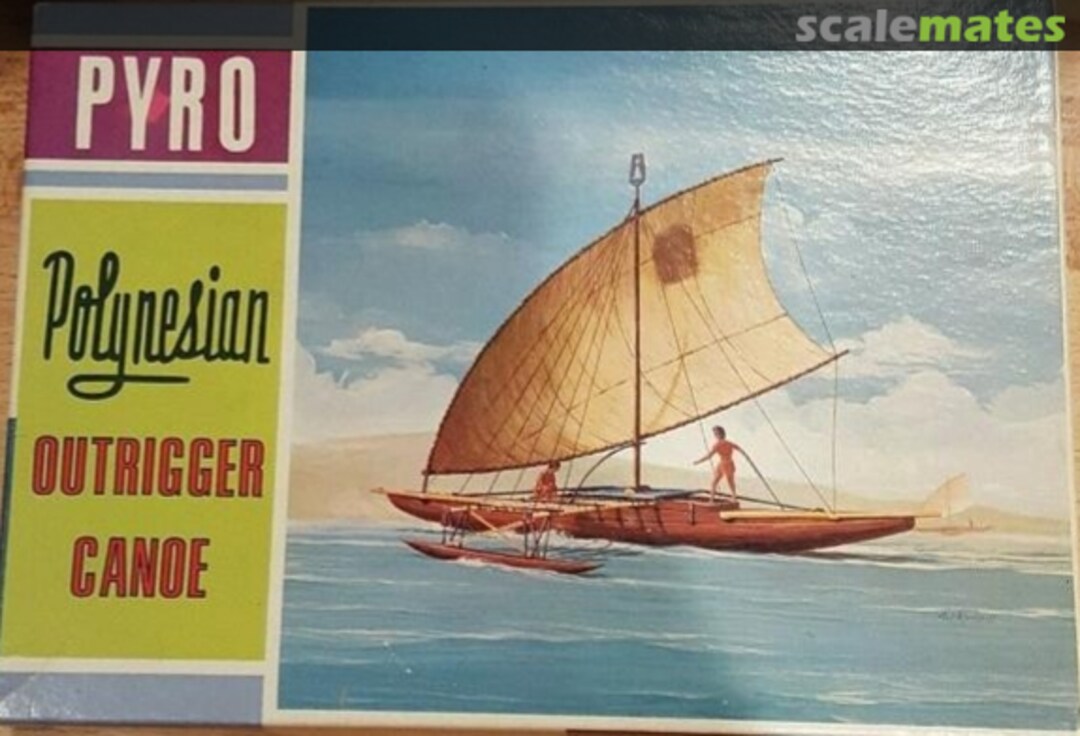 scalemates
PYRO
Polynesian
OUTRIGGER
CANOE